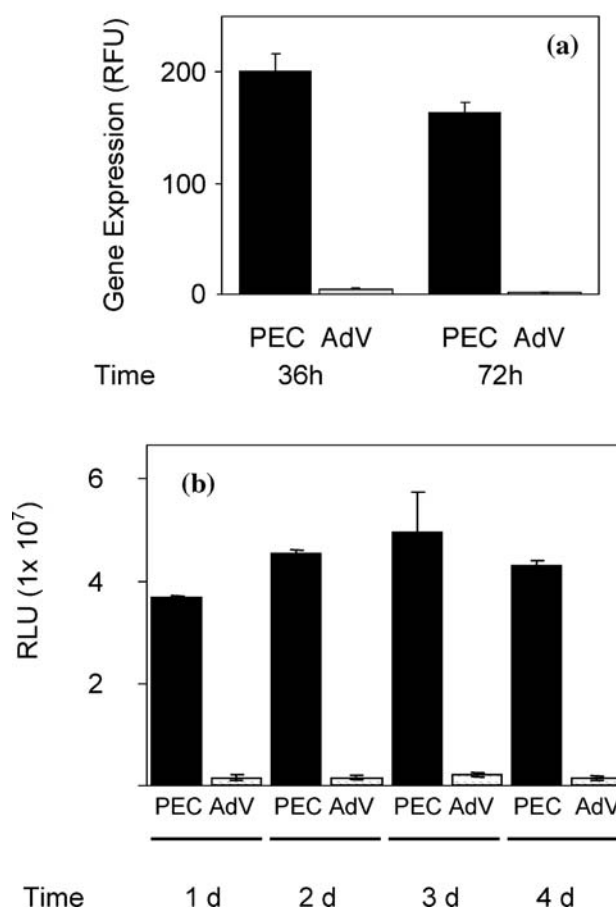 (a)
Gene Expression (RFU)
200
100
0
PEC AdV PEC AdV
Time 36h 72h
(b)
RLU (1x 10⁷)
6
4
2
PEC AdV PEC AdV PEC AdV PEC AdV
Time 1 d 2 d 3 d 4 d